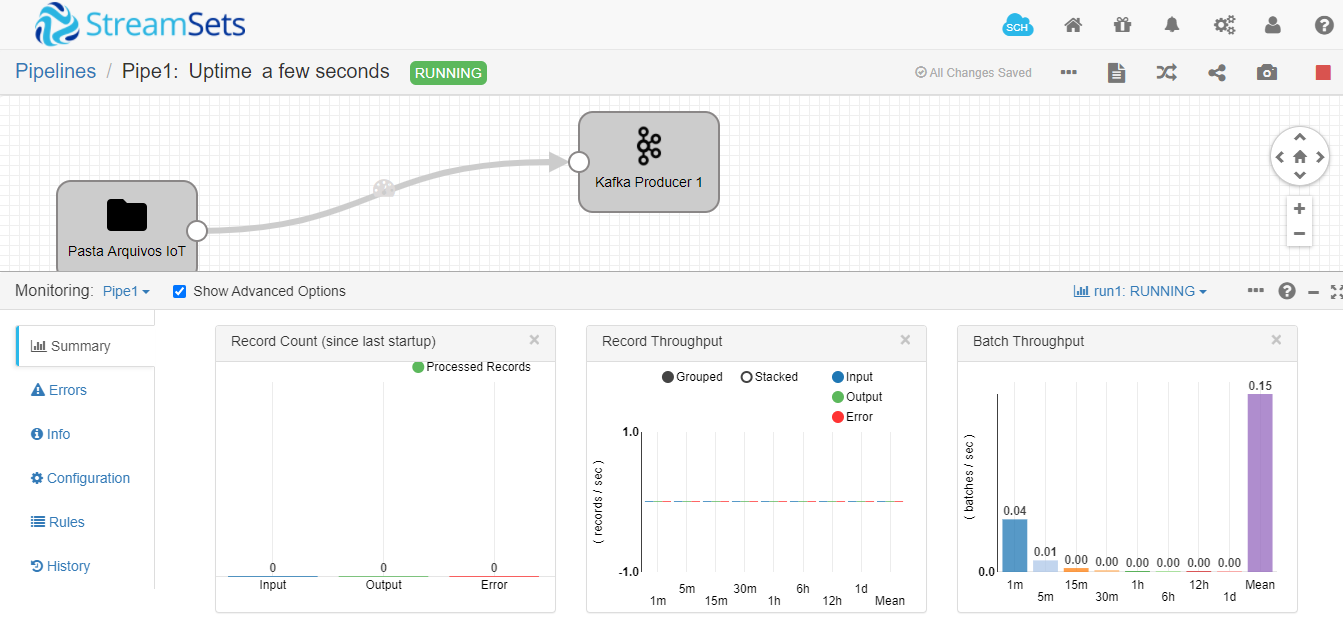 StreamSets
SCH
Pipelines / Pipe1: Uptime a few seconds RUNNING
All Changes Saved
Kafka Producer 1
Pasta Arquivos IoT
Monitoring: Pipe1
Show Advanced Options
run1: RUNNING
Summary
Errors
Info
Configuration
Rules
History
Record Count (since last startup)
Processed Records
0 0 0
Input Output Error
Record Throughput
Grouped Stacked
Input
Output
Error
1.0
( records / sec )
-1.0
1m 5m 15m 30m 1h 6h 12h 1d Mean
Batch Throughput
( batches / sec )
0.0
0.04 0.01 0.00 0.00 0.00 0.00 0.00 0.00 0.15
1m 5m 15m 30m 1h 6h 12h 1d Mean